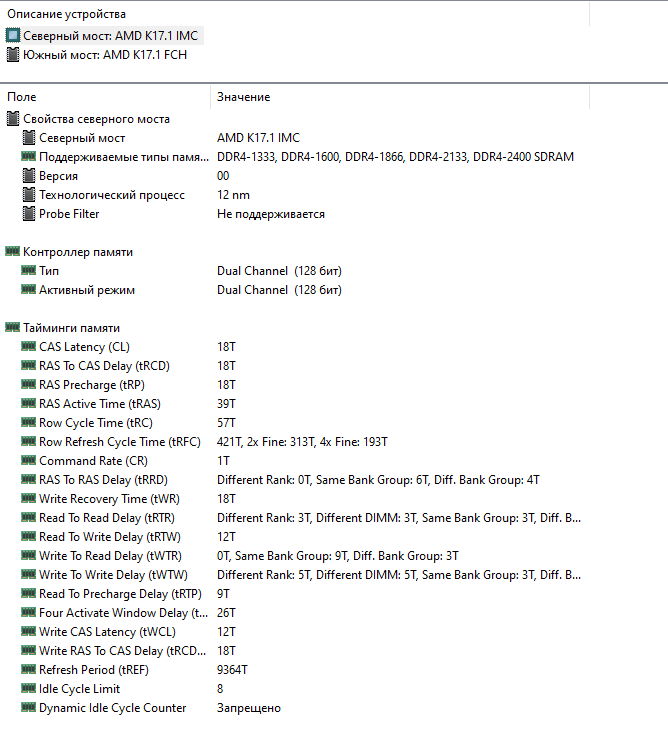 Описание устройства
Северный мост: AMD K17.1 IMC
Южный мост: AMD K17.1 FCH
Поле Значение
Свойства северного моста
Северный мост AMD K17.1 IMC
Поддерживаемые типы памя... DDR4-1333, DDR4-1600, DDR4-1866, DDR4-2133, DDR4-2400 SDRAM
Версия 00
Технологический процесс 12 nm
Probe Filter Не поддерживается
Контроллер памяти
Тип Dual Channel (128 бит)
Активный режим Dual Channel (128 бит)
Тайминги памяти
CAS Latency (CL) 18T
RAS To CAS Delay (tRCD) 18T
RAS Precharge (tRP) 18T
RAS Active Time (tRAS) 39T
Row Cycle Time (tRC) 57T
Row Refresh Cycle Time (tRFC) 421T, 2x Fine: 313T, 4x Fine: 193T
Command Rate (CR) 1T
RAS To RAS Delay (tRRD) Different Rank: 0T, Same Bank Group: 6T, Diff. Bank Group: 4T
Write Recovery Time (tWR) 18T
Read To Read Delay (tRTR) Different Rank: 3T, Different DIMM: 3T, Same Bank Group: 3T, Diff. B...
Read To Write Delay (tRTW) 12T
Write To Read Delay (tWTR) 0T, Same Bank Group: 9T, Diff. Bank Group: 3T
Write To Write Delay (tWTW) Different Rank: 5T, Different DIMM: 5T, Same Bank Group: 3T, Diff. B...
Read To Precharge Delay (tRTP) 9T
Four Activate Window Delay (t... 26T
Write CAS Latency (tWCL) 12T
Write RAS To CAS Delay (tRCD... 18T
Refresh Period (tREF) 9364T
Idle Cycle Limit 8
Dynamic Idle Cycle Counter Запрещено